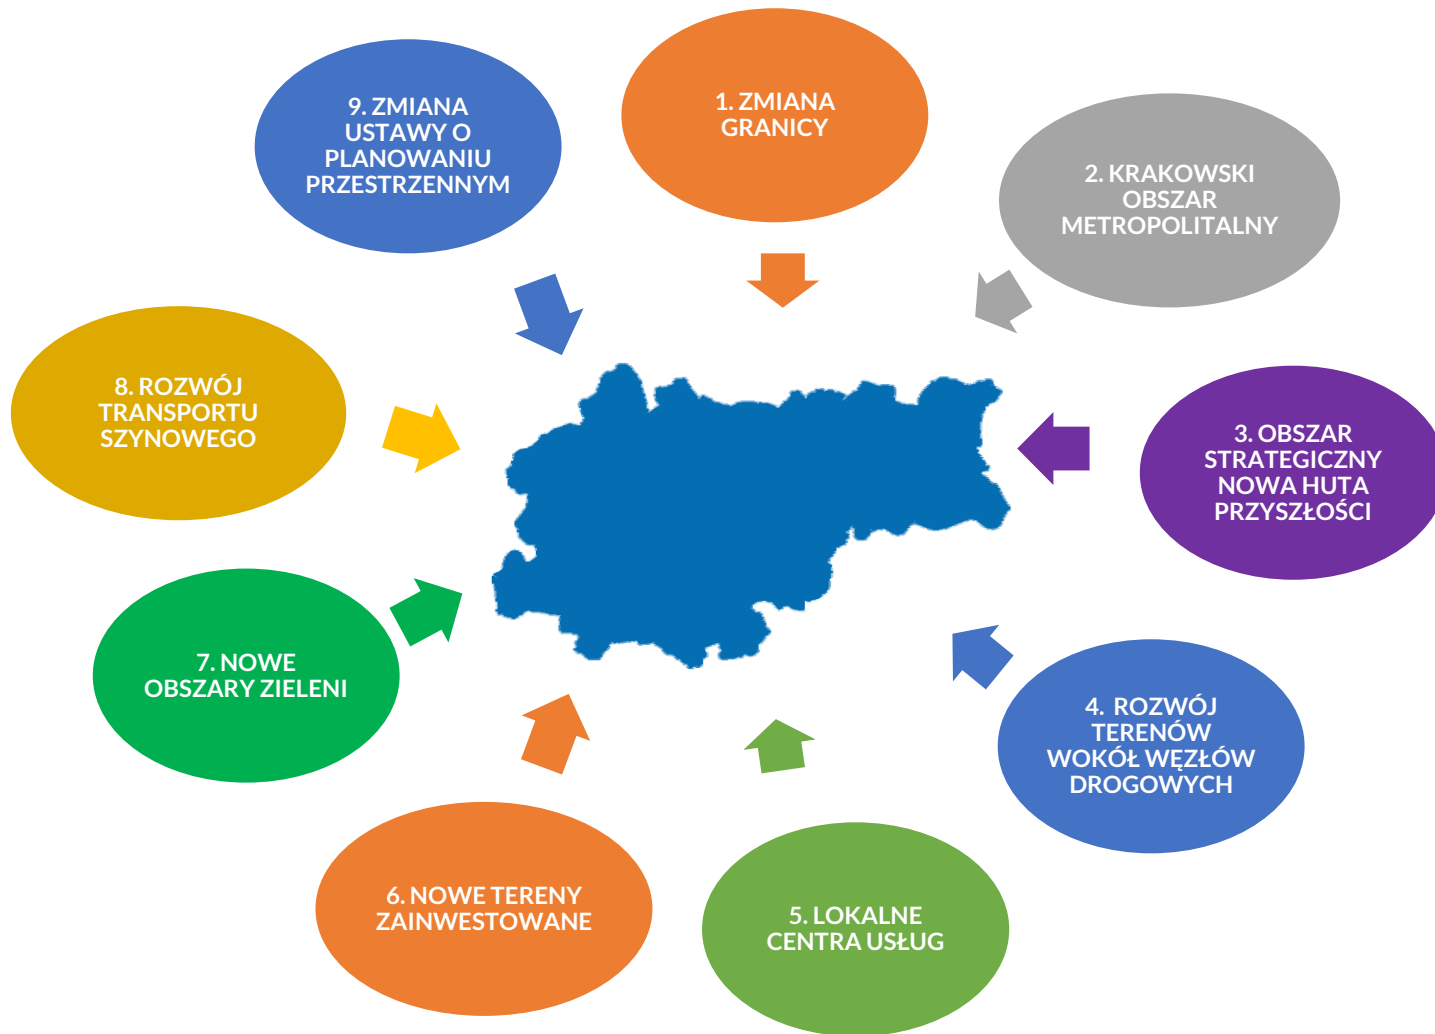 1. ZMIANA
GRANICY
2. KRAKOWSKI
OBSZAR
METROPOLITALNY
3. OBSZAR
STRATEGICZNY
NOWA HUTA
PRZYSZŁOŚCI
4. ROZWÓJ
TERENÓW
WOKÓŁ WĘZŁÓW
DROGOWYCH
5. LOKALNE
CENTRA USŁUG
6. NOWE TERENY
ZAINWESTOWANE
7. NOWE
OBSZARY ZIELENI
8. ROZWÓJ
TRANSPORTU
SZYNOWEGO
9. ZMIANA
USTAWY O
PLANOWANIU
PRZESTRZENNYM